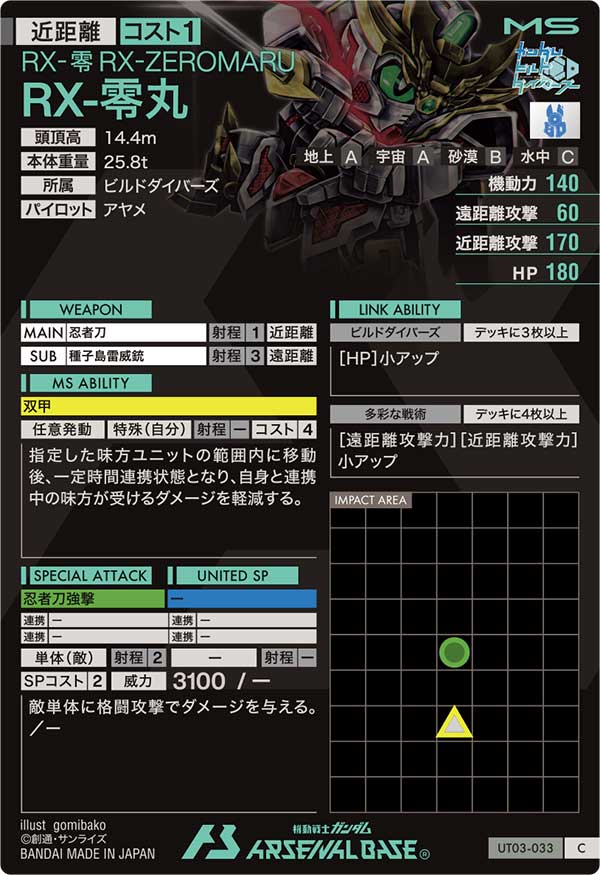 近距離 コスト1 MS
RX-零 RX-ZEROMARU
RX-零丸
ガンダム
ビルド
ダイバーズ
頭頂高 14.4m
本体重量 25.8t
所属 ビルドダイバーズ
パイロット アヤメ
地上 A 宇宙 A 砂漠 B 水中 C
機動力 140
遠距離攻撃 60
近距離攻撃 170
HP 180
WEAPON
MAIN 忍者刀 射程 1 近距離
SUB 種子島雷威銃 射程 3 遠距離
MS ABILITY
双甲
任意発動 特殊(自分) 射程 ー コスト 4
指定した味方ユニットの範囲内に移動
後、一定時間連携状態となり、自身と連携
中の味方が受けるダメージを軽減する。
LINK ABILITY
ビルドダイバーズ デッキに3枚以上
[HP]小アップ
多彩な戦術 デッキに4枚以上
[遠距離攻撃力][近距離攻撃力]
小アップ
IMPACT AREA
SPECIAL ATTACK UNITED SP
忍者刀強撃 ー
連携 ー 連携 ー
連携 ー 連携 ー
単体(敵) 射程 2 ー 射程 ー
SPコスト 2 威力 3100 / ー
敵単体に格闘攻撃でダメージを与える。
/ー
illust gomibako
©創通・サンライズ
BANDAI MADE IN JAPAN
機動戦士ガンダム
ARSENAL BASE®
UT03-033 C